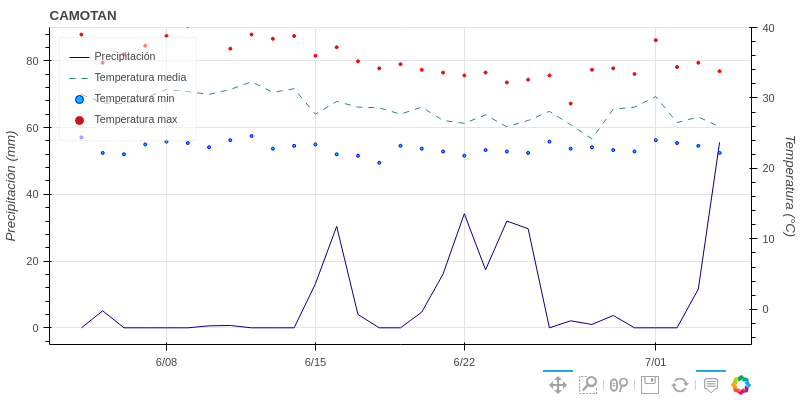 CAMOTAN
Precipitación
Temperatura media
Temperatura min
Temperatura max
Precipitación (mm)
80
60
40
20
0
Temperatura (°C)
40
30
20
10
0
6/08
6/15
6/22
7/01